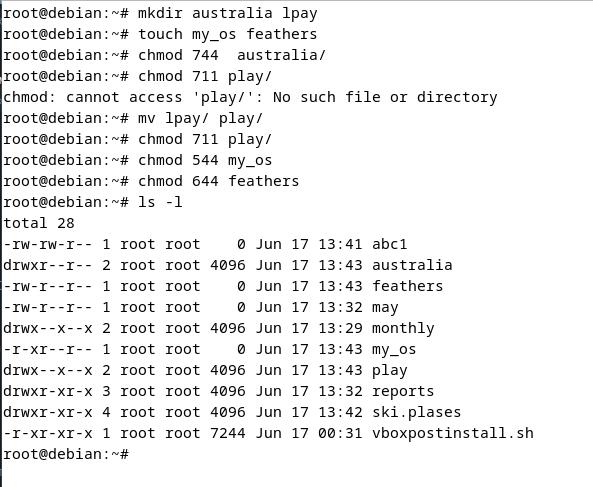 root@debian:~# mkdir australia lpay
root@debian:~# touch my_os feathers
root@debian:~# chmod 744  australia/
root@debian:~# chmod 711 play/
chmod: cannot access 'play/': No such file or directory
root@debian:~# mv lpay/ play/
root@debian:~# chmod 711 play/
root@debian:~# chmod 544 my_os
root@debian:~# chmod 644 feathers
root@debian:~# ls -l
total 28
-rw-rw-r-- 1 root root    0 Jun 17 13:41 abc1
drwxr--r-- 2 root root 4096 Jun 17 13:43 australia
-rw-r--r-- 1 root root    0 Jun 17 13:43 feathers
-rw-r--r-- 1 root root    0 Jun 17 13:32 may
drwx--x--x 2 root root 4096 Jun 17 13:29 monthly
-r-xr--r-- 1 root root    0 Jun 17 13:43 my_os
drwx--x--x 2 root root 4096 Jun 17 13:43 play
drwxr-xr-x 3 root root 4096 Jun 17 13:32 reports
drwxr-xr-x 4 root root 4096 Jun 17 13:42 ski.plases
-r-xr-xr-x 1 root root 7244 Jun 17 00:31 vboxpostinstall.sh
root@debian:~#